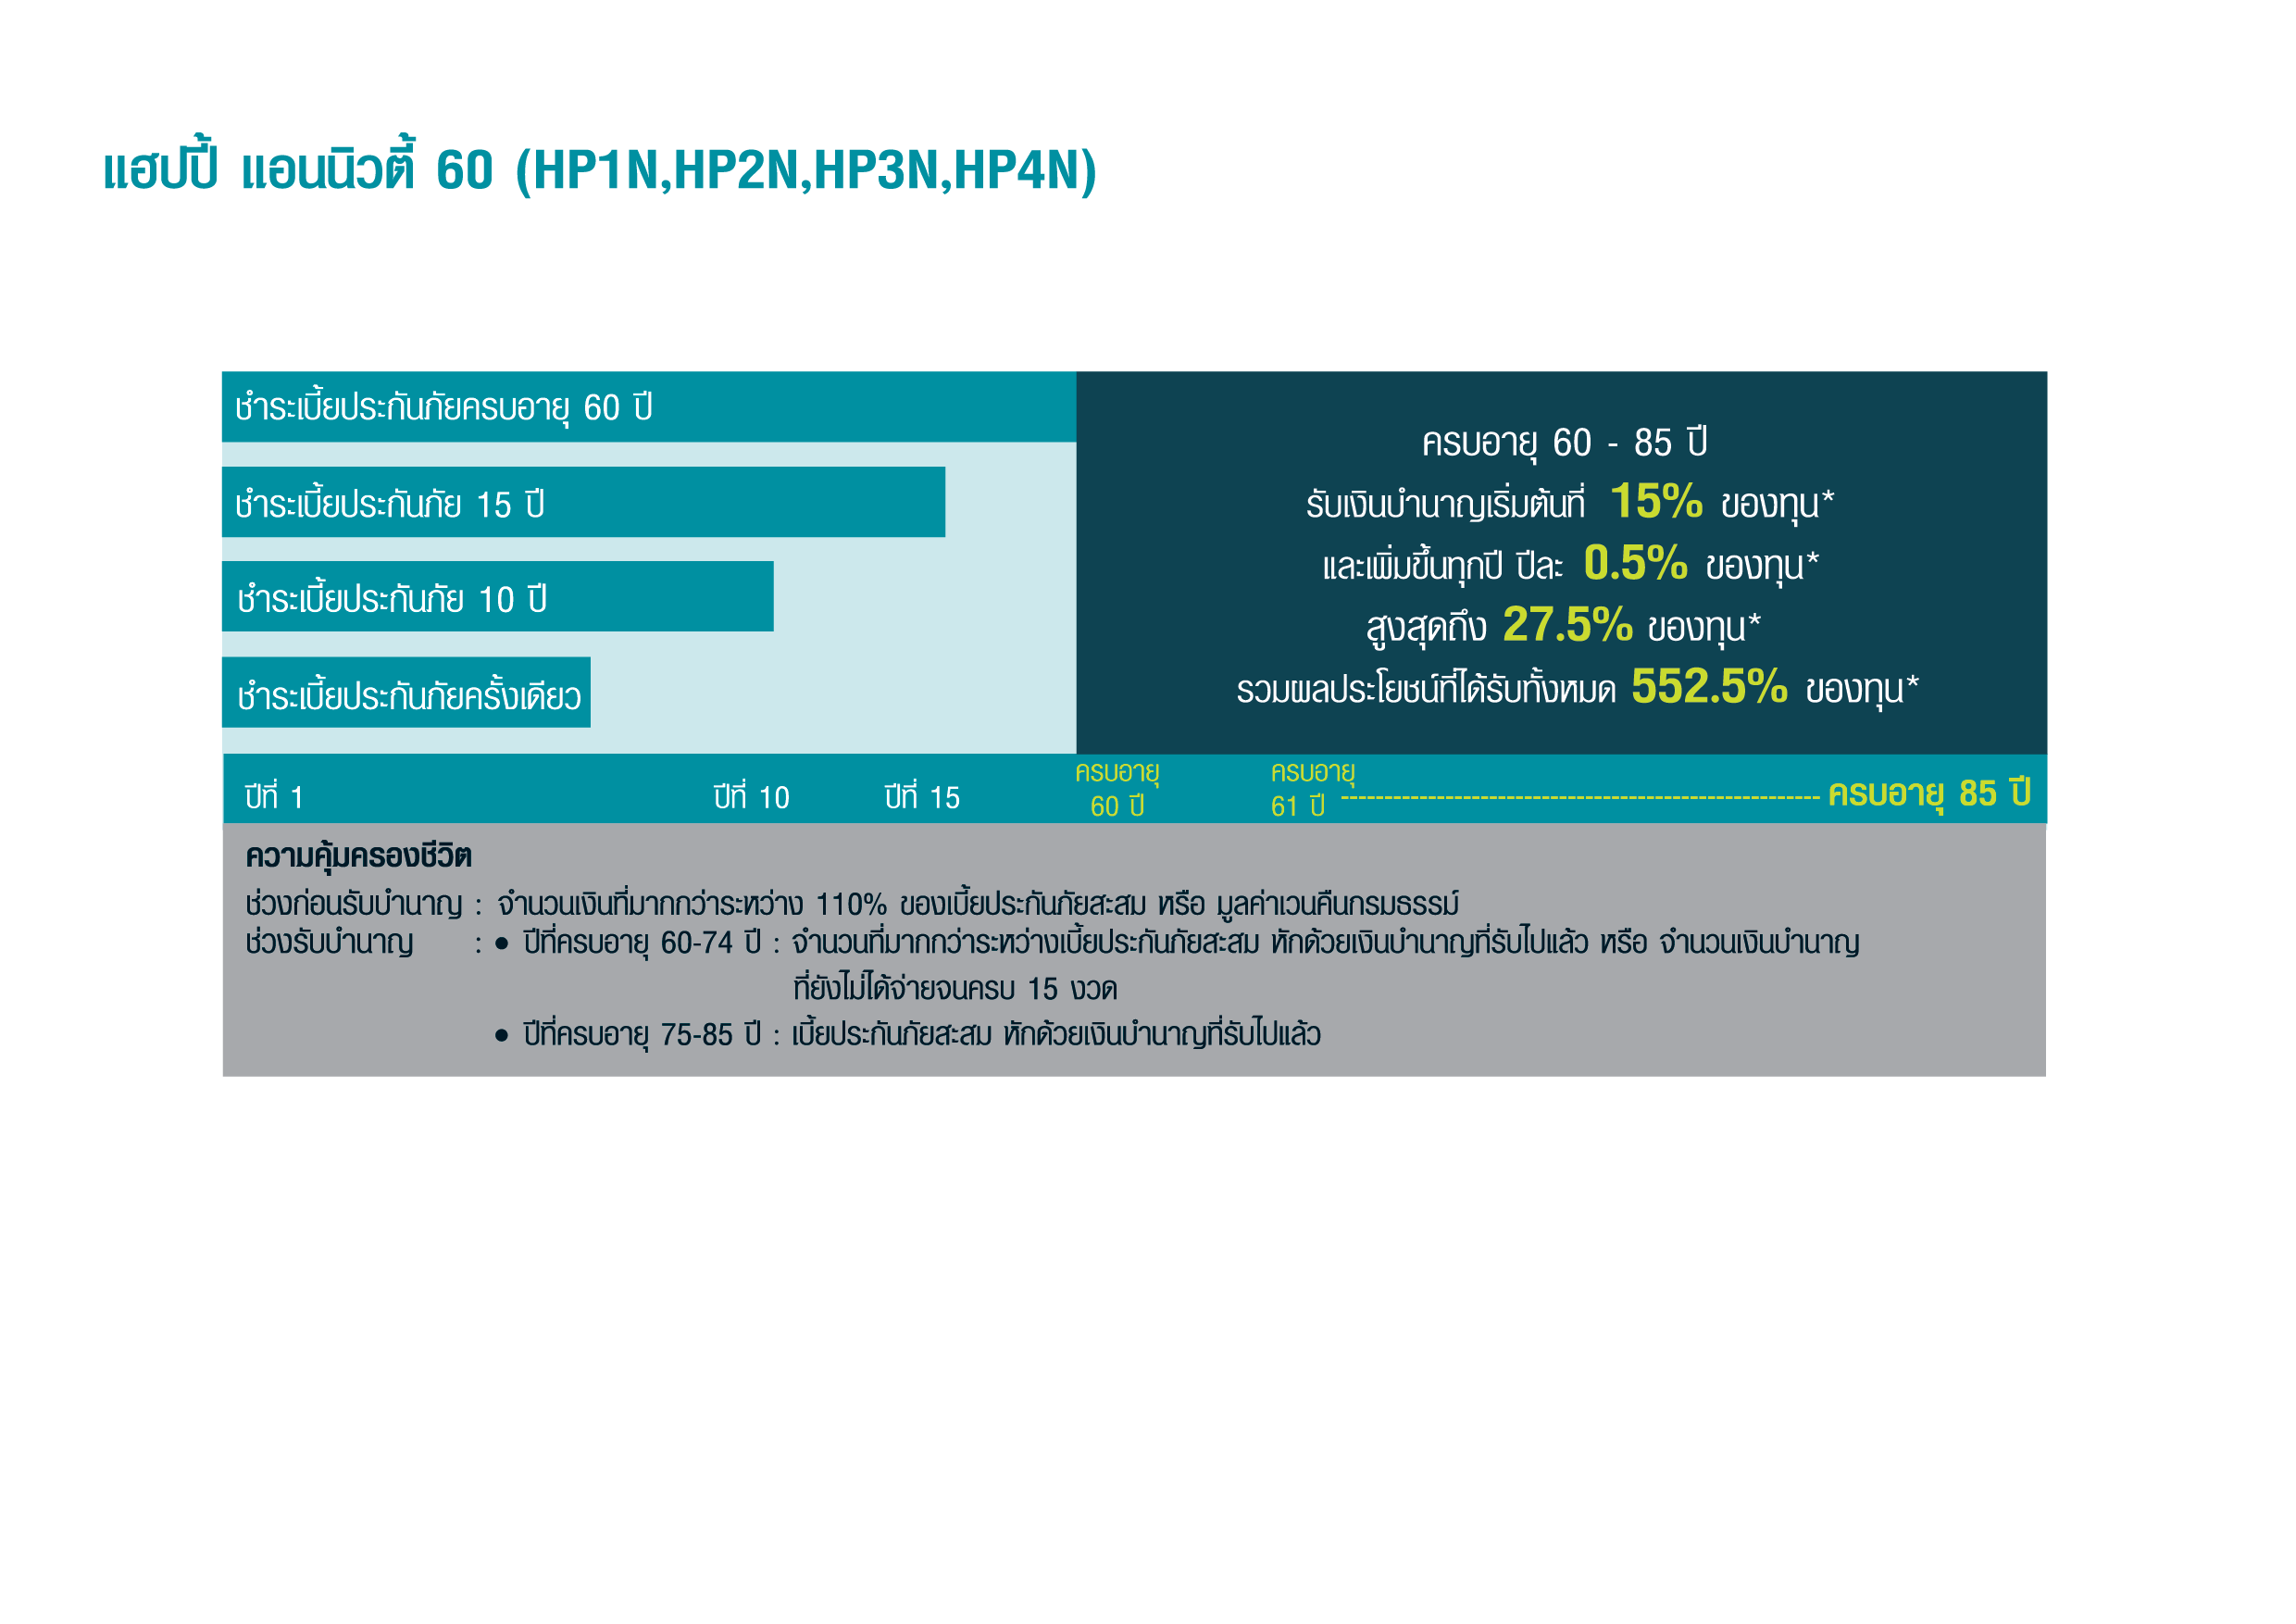 แฮปปี้ แอนนิวตี้ 60 (HP1N,HP2N,HP3N,HP4N)
ชำระเบี้ยประกันภัยครบอายุ 60 ปี
ชำระเบี้ยประกันภัย 15 ปี
ชำระเบี้ยประกันภัย 10 ปี
ชำระเบี้ยประกันภัยครั้งเดียว
ครบอายุ 60 - 85 ปี
รับเงินบำนาญเริ่มต้นที่ 15% ของทุน*
และเพิ่มขึ้นทุกปี ปีละ 0.5% ของทุน*
สูงสุดถึง 27.5% ของทุน*
รวมผลประโยชน์ที่ได้รับทั้งหมด 552.5% ของทุน*
ปีที่ 1
ปีที่ 10
ปีที่ 15
ครบอายุ
60 ปี
ครบอายุ
61 ปี
ครบอายุ 85 ปี
ความคุ้มครองชีวิต
ช่วงก่อนรับบำนาญ : จำนวนเงินที่มากกว่าระหว่าง 110% ของเบี้ยประกันภัยสะสม หรือ มูลค่าเวนคืนกรมธรรม์
ช่วงรับบำนาญ : • ปีที่ครบอายุ 60-74 ปี : จำนวนที่มากกว่าระหว่างเบี้ยประกันภัยสะสม หักด้วยเงินบำนาญที่รับไปแล้ว หรือ จำนวนเงินบำนาญ
ที่ยังไม่ได้จ่ายจนครบ 15 งวด
• ปีที่ครบอายุ 75-85 ปี : เบี้ยประกันภัยสะสม หักด้วยเงินบำนาญที่รับไปแล้ว